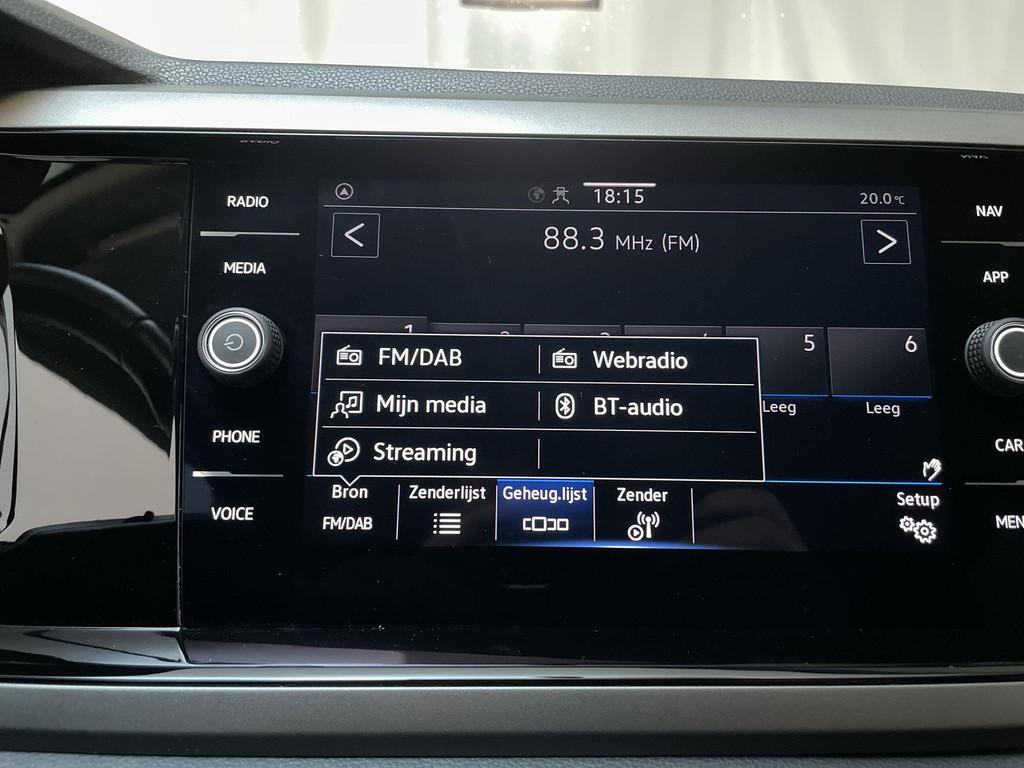 RADIO
MEDIA
PHONE
VOICE
18:15
20.0°C
88.3 MHz (FM)
1
5
6
Leeg
Leeg
FM/DAB
Webradio
Mijn media
BT-audio
Streaming
Bron
FM/DAB
Zenderlijst
Geheug.lijst
Zender
Setup
NAV
APP
CAR